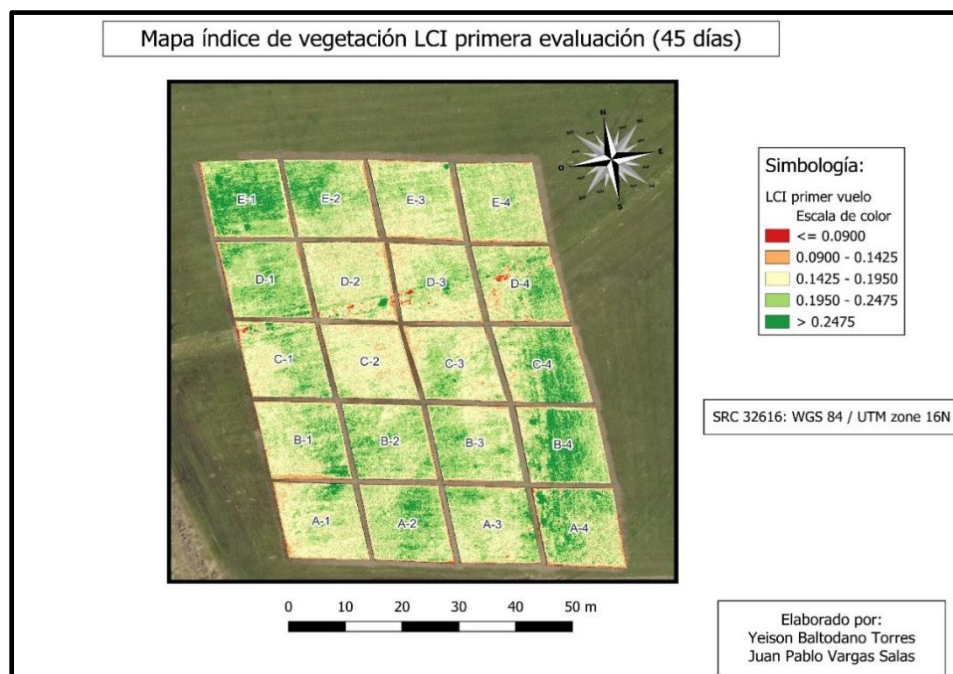 Mapa índice de vegetación LCI primera evaluación (45 días)
N
E
O
S
E-1 E-2 E-3 E-4
D-1 D-2 D-3 D-4
C-1 C-2 C-3 C-4
B-1 B-2 B-3 B-4
A-1 A-2 A-3 A-4
Simbología:
LCI primer vuelo
Escala de color
<= 0.0900
0.0900 - 0.1425
0.1425 - 0.1950
0.1950 - 0.2475
> 0.2475
SRC 32616: WGS 84 / UTM zone 16N
0 10 20 30 40 50 m
Elaborado por:
Yeison Baltodano Torres
Juan Pablo Vargas Salas